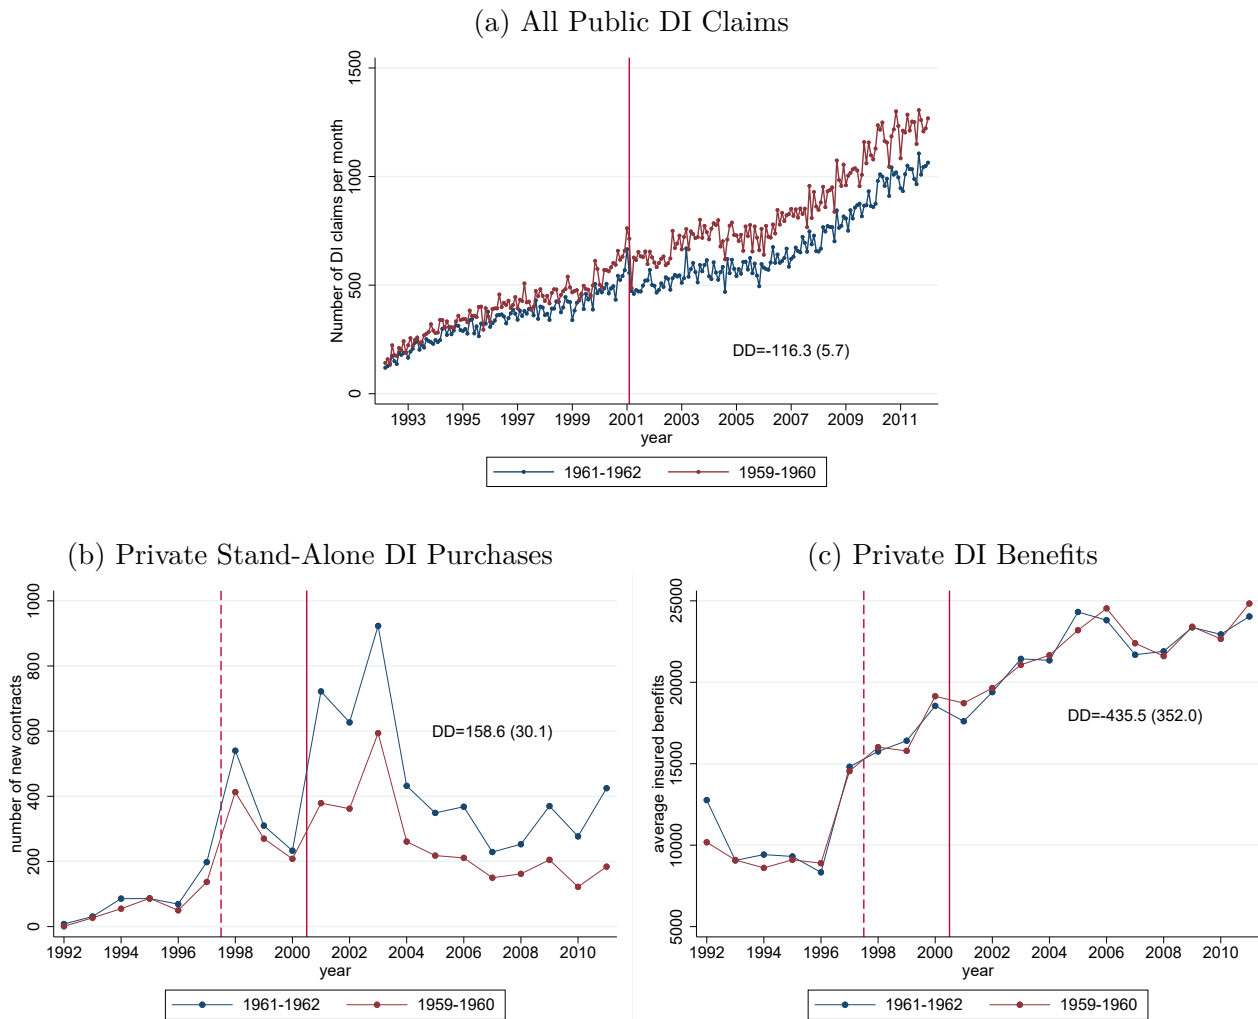 (a) All Public DI Claims
Number of DI claims per month
1500
1000
500
0
1993 1995 1997 1999 2001 2003 2005 2007 2009 2011
year
DD=-116.3 (5.7)
1961-1962 1959-1960
(b) Private Stand-Alone DI Purchases
number of new contracts
1000
800
600
400
200
0
1992 1994 1996 1998 2000 2002 2004 2006 2008 2010
year
DD=158.6 (30.1)
1961-1962 1959-1960
(c) Private DI Benefits
average insured benefits
25000
20000
15000
10000
5000
1992 1994 1996 1998 2000 2002 2004 2006 2008 2010
year
DD=-435.5 (352.0)
1961-1962 1959-1960